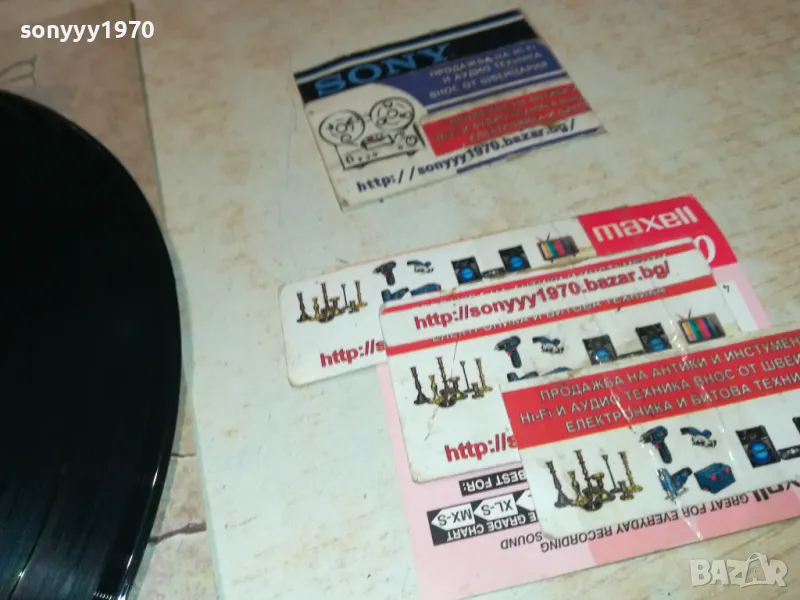 sonyyy1970
SONY
ПРОДАЖБА НА HI-FI
И АУДИО ТЕХНИКА
ВНОС ОТ ШВЕЙЦАРИЯ
http://sonyyy1970.bazar.bg/
maxell
http://sonyyy1970.bazar.bg/
http://s
http://s
ПРОДАЖБА НА АНТИКИ И ИНСТУМЕН
Hi-Fi И АУДИО ТЕХНИКА ВНОС ОТ ШВЕЙ
ЕЛЕКТРОНИКА И БИТОВА ТЕХНИ
BEST FOR:
XL-S
MX-S
E GRADE CHART
GREAT FOR EVERYDAY RECORDING
SOUND
BAZAR